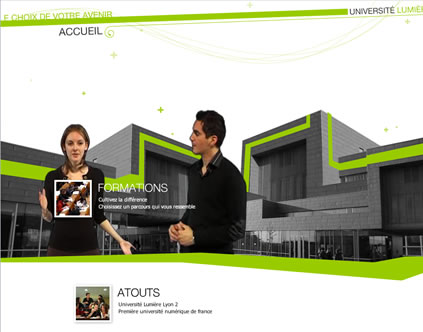 E CHOIX DE VOTRE AVENIR
UNIVERSITÉ LUMIÈR
ACCUEIL
FORMATIONS
Cultivez la différence
Choisissez un parcours qui vous ressemble
ATOUTS
Université Lumière Lyon 2
Première université numérique de france